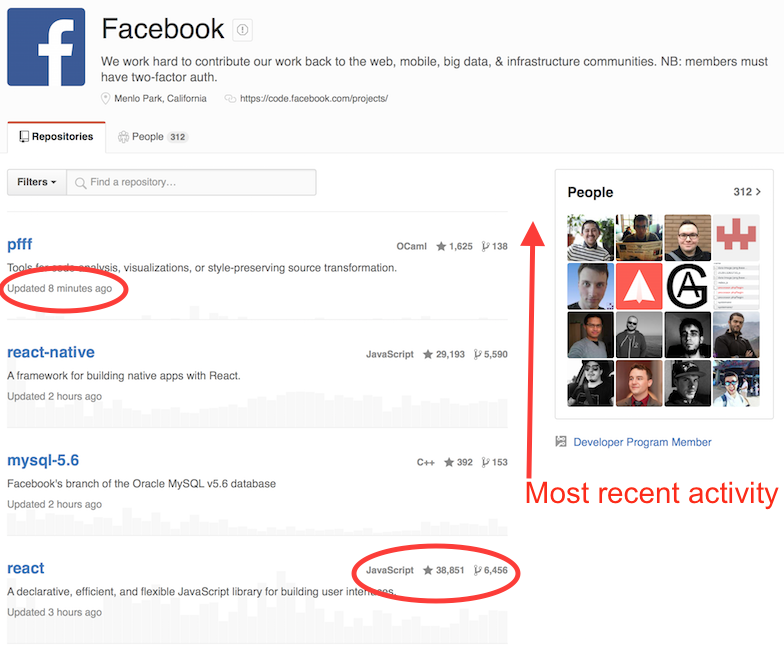 Facebook
We work hard to contribute our work back to the web, mobile, big data, & infrastructure communities. NB: members must
have two-factor auth.
Menlo Park, California https://code.facebook.com/projects/
Repositories People 312
Filters Find a repository…
People 312
pfff OCaml 1,625 138
Tools for code analysis, visualizations, or style-preserving source transformation.
Updated 8 minutes ago
react-native JavaScript 29,193 5,590
A framework for building native apps with React.
Updated 2 hours ago
Developer Program Member
mysql-5.6 C++ 392 153
Facebook's branch of the Oracle MySQL v5.6 database
Updated 2 hours ago
Most recent activity
react JavaScript 38,851 6,456
A declarative, efficient, and flexible JavaScript library for building user interfaces.
Updated 3 hours ago